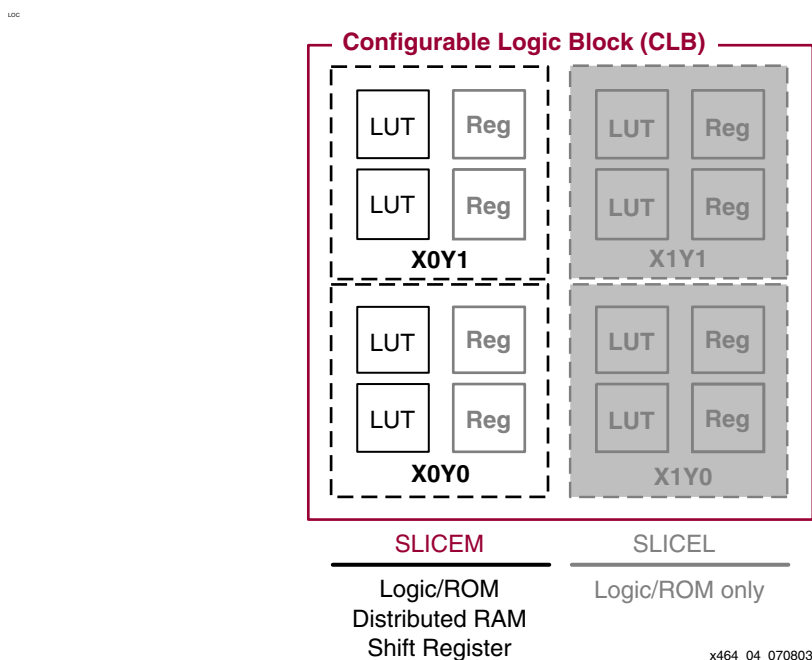 LOC
Configurable Logic Block (CLB)
LUT Reg LUT Reg
LUT Reg LUT Reg
X0Y1 X1Y1
LUT Reg LUT Reg
LUT Reg LUT Reg
X0Y0 X1Y0
SLICEM SLICEL
Logic/ROM Logic/ROM only
Distributed RAM
Shift Register
x464_04_070803